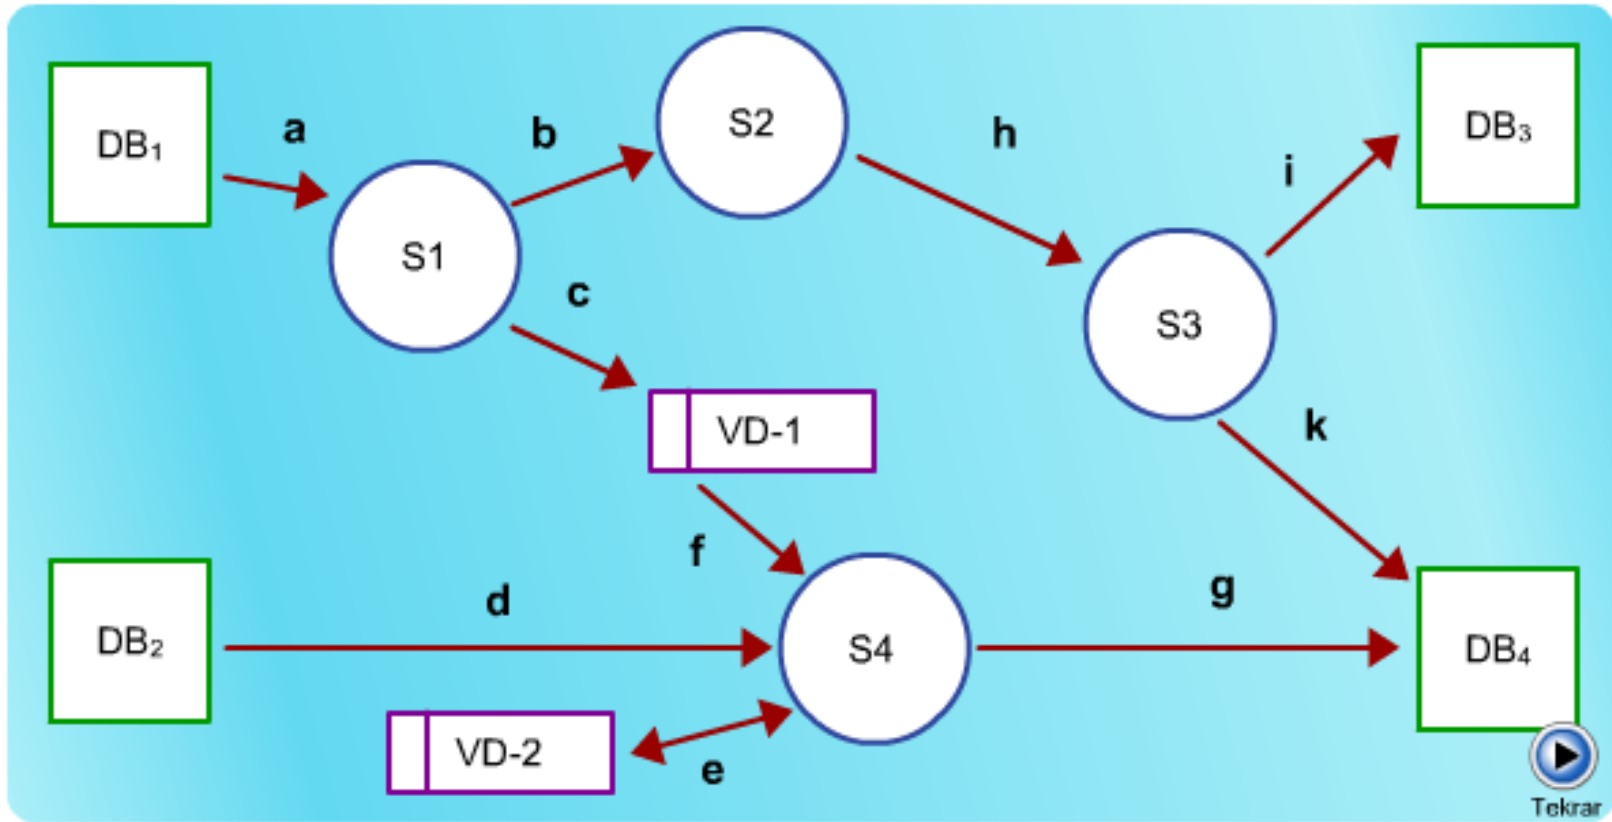 DB₁
a
S1
b
S2
h
i
DB₃
c
S3
VD-1
k
f
DB₂
d
S4
g
DB₄
VD-2
e
Tekrar